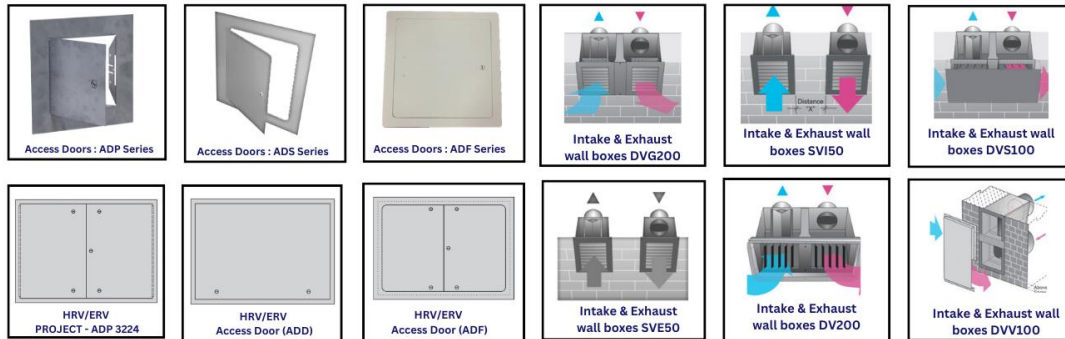 Access Doors : ADP Series
Access Doors : ADS Series
Access Doors : ADF Series
Intake & Exhaust
wall boxes DVG200
Distance
"X"
Intake & Exhaust wall
boxes SVI50
Intake & Exhaust wall
boxes DVS100
HRV/ERV
PROJECT - ADP 3224
HRV/ERV
Access Door (ADD)
HRV/ERV
Access Door (ADF)
Intake & Exhaust
wall boxes SVE50
Intake & Exhaust
wall boxes DV200
Intake & Exhaust wall
boxes DVV100